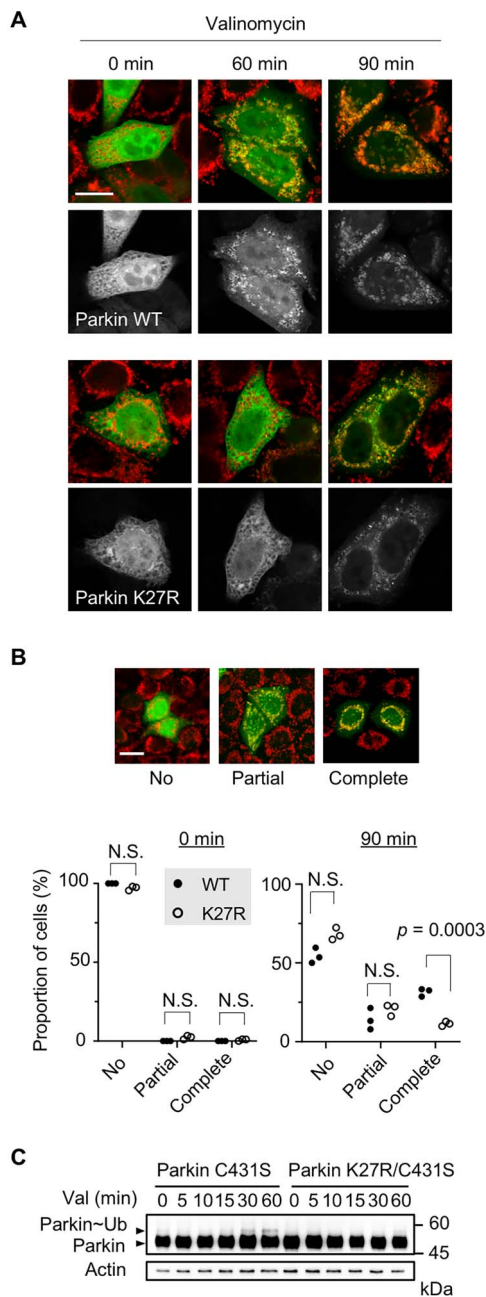 A
Valinomycin
0 min 60 min 90 min
Parkin WT
Parkin K27R
B
No Partial Complete
0 min 90 min
N.S. N.S.
WT
K27R
p = 0.0003
N.S. N.S. N.S.
Proportion of cells (%)
100
50
0
100
50
0
No Partial Complete No Partial Complete
C
Parkin C431S Parkin K27R/C431S
Val (min) 0 5 10 15 30 60 0 5 10 15 30 60
Parkin~Ub 60
Parkin 45
Actin
kDa